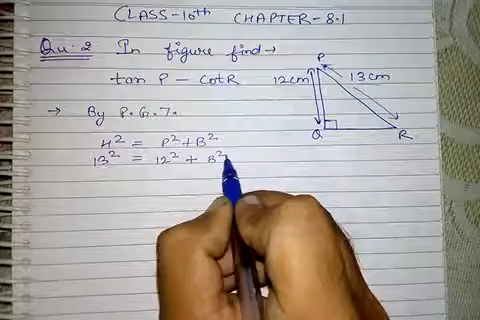 CLASS-10th CHAPTER-8.1
Qu. 2 In figure find→
tan P - Cot R
P
12cm
13cm
Q
R
→ By P.G.T.
H² = P² + B²
13² = 12² + B²